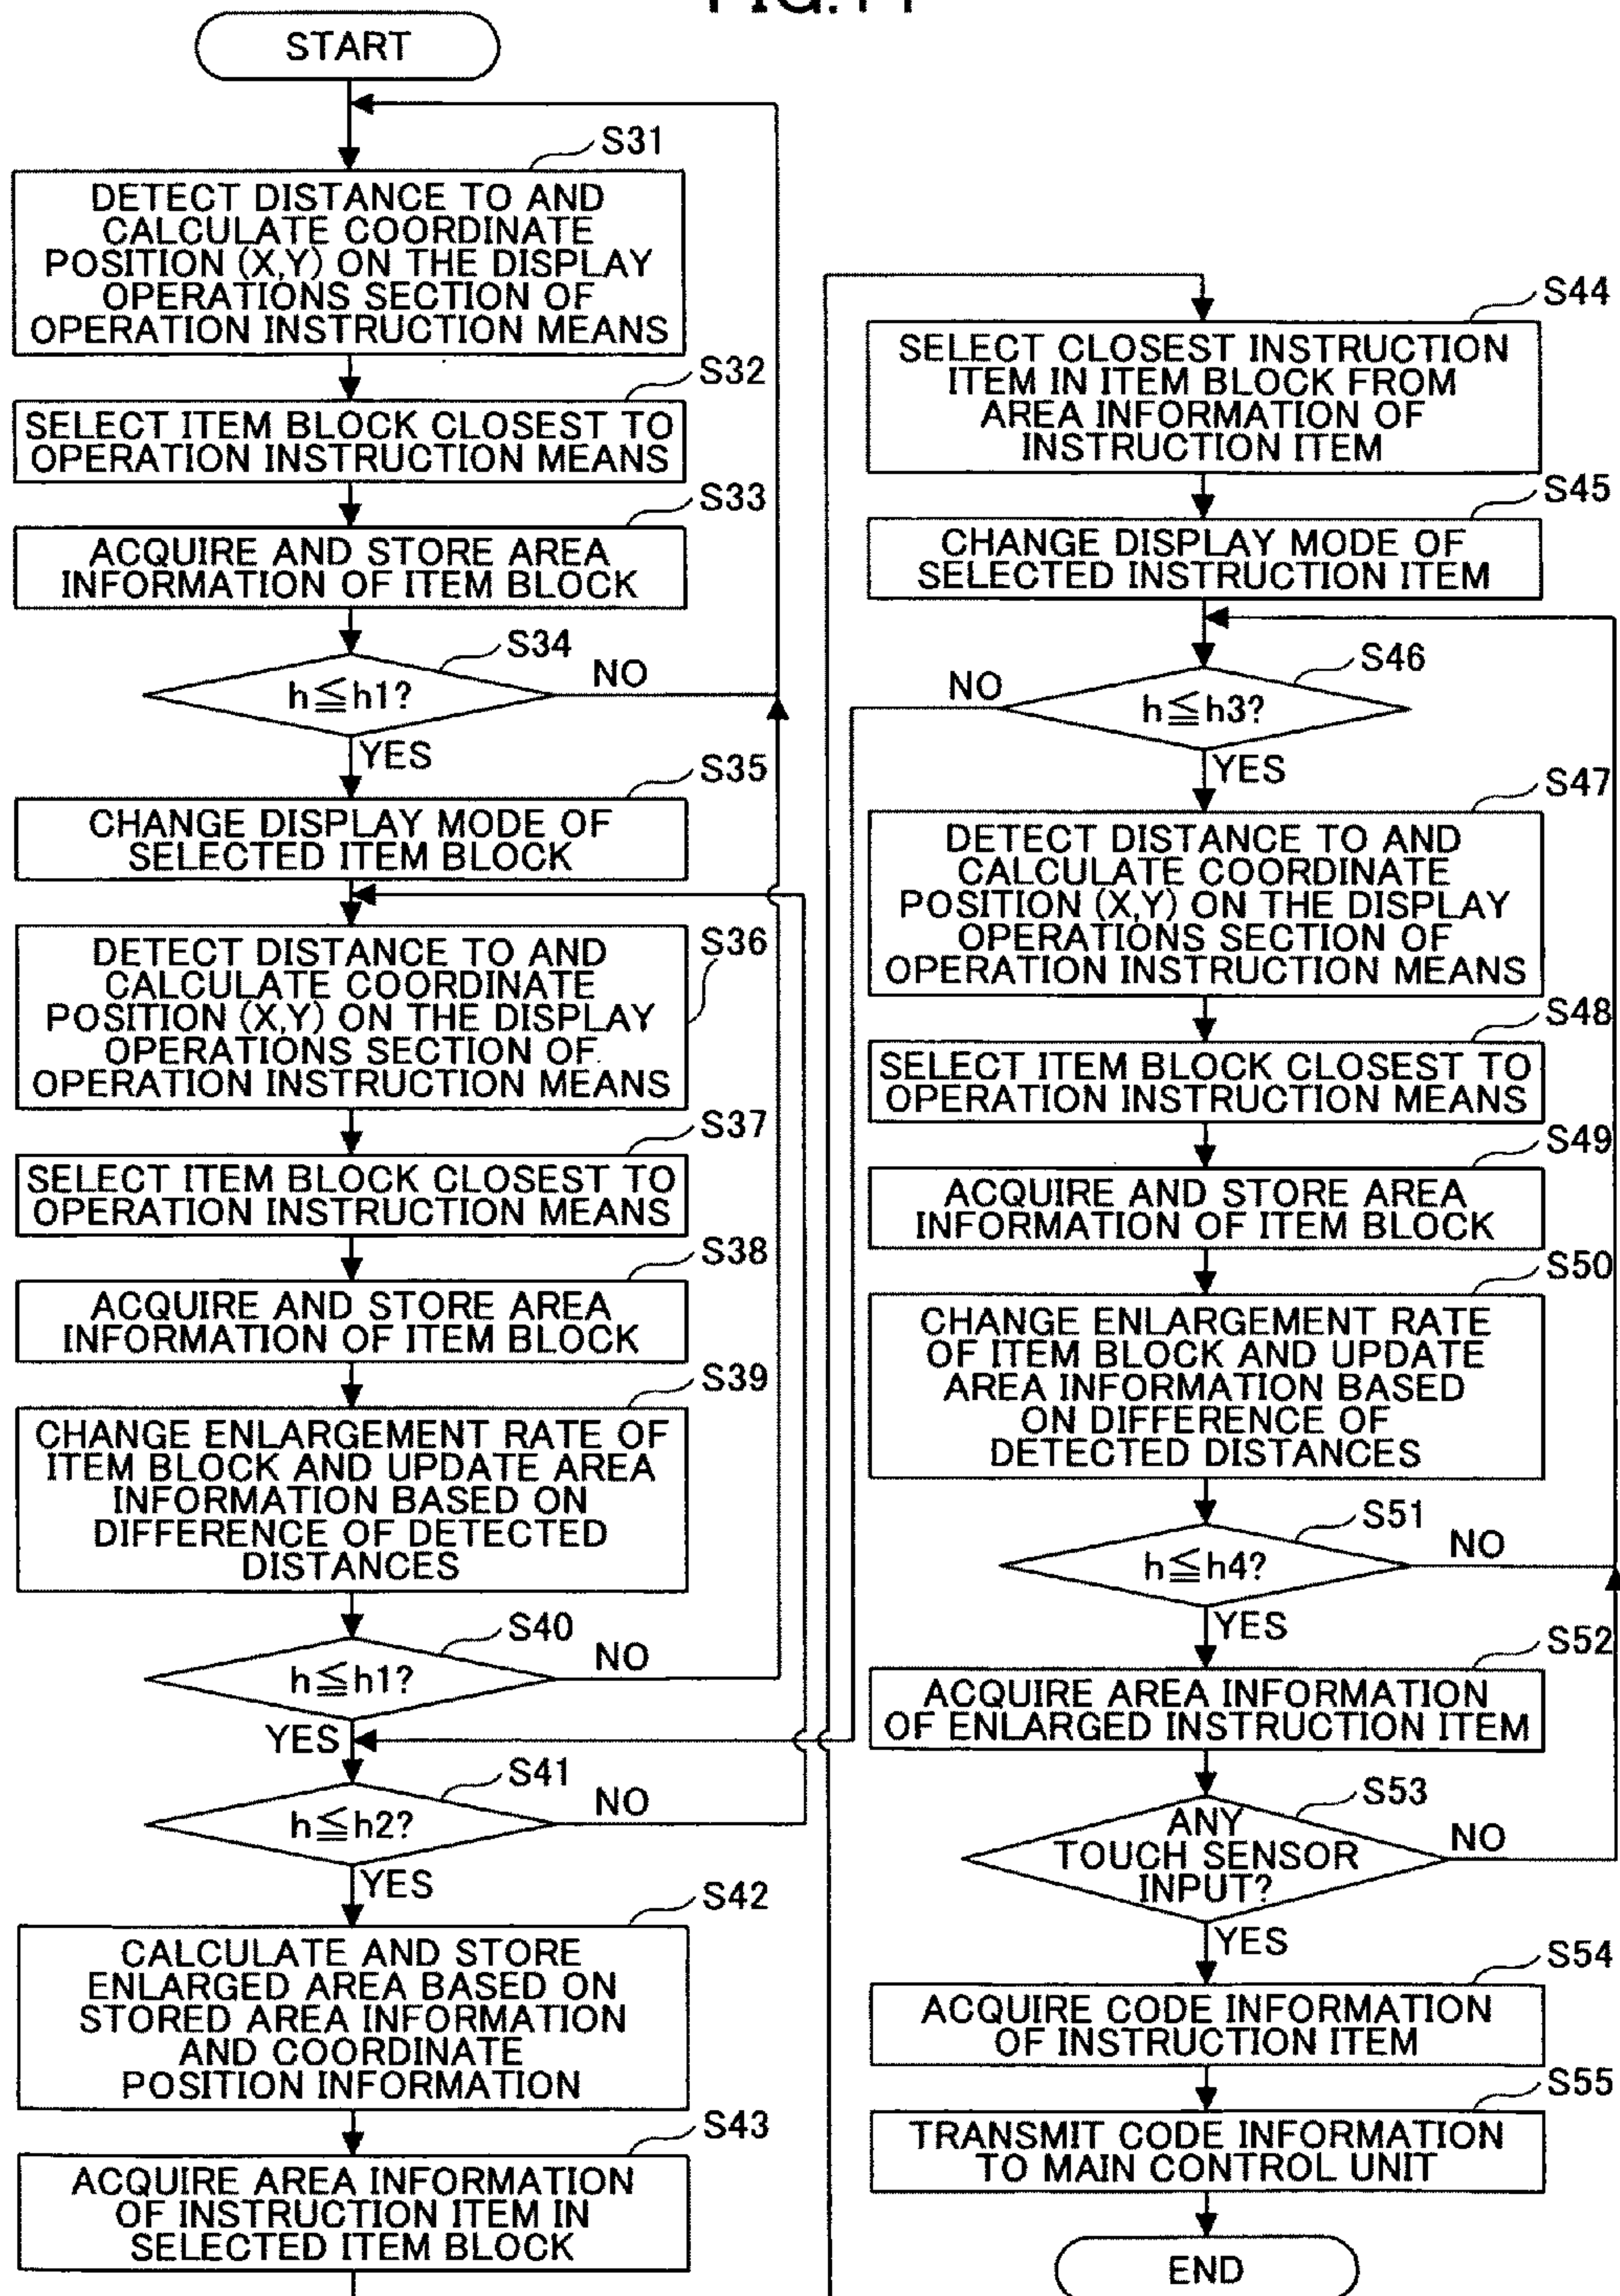 FIG.11
START
S31
DETECT DISTANCE TO AND
CALCULATE COORDINATE
POSITION (X,Y) ON THE DISPLAY
OPERATIONS SECTION OF
OPERATION INSTRUCTION MEANS
S32
SELECT ITEM BLOCK CLOSEST TO
OPERATION INSTRUCTION MEANS
S33
ACQUIRE AND STORE AREA
INFORMATION OF ITEM BLOCK
S34
h≦h1?
NO
YES
S35
CHANGE DISPLAY MODE OF
SELECTED ITEM BLOCK
S36
DETECT DISTANCE TO AND
CALCULATE COORDINATE
POSITION (X,Y) ON THE DISPLAY
OPERATIONS SECTION OF
OPERATION INSTRUCTION MEANS
S37
SELECT ITEM BLOCK CLOSEST TO
OPERATION INSTRUCTION MEANS
S38
ACQUIRE AND STORE AREA
INFORMATION OF ITEM BLOCK
S39
CHANGE ENLARGEMENT RATE OF
ITEM BLOCK AND UPDATE AREA
INFORMATION BASED ON
DIFFERENCE OF DETECTED
DISTANCES
S40
h≦h1?
NO
YES
S41
h≦h2?
NO
YES
S42
CALCULATE AND STORE
ENLARGED AREA BASED ON
STORED AREA INFORMATION
AND COORDINATE
POSITION INFORMATION
S43
ACQUIRE AREA INFORMATION
OF INSTRUCTION ITEM IN
SELECTED ITEM BLOCK
S44
SELECT CLOSEST INSTRUCTION
ITEM IN ITEM BLOCK FROM
AREA INFORMATION OF
INSTRUCTION ITEM
S45
CHANGE DISPLAY MODE OF
SELECTED INSTRUCTION ITEM
S46
NO
h≦h3?
YES
S47
DETECT DISTANCE TO AND
CALCULATE COORDINATE
POSITION (X,Y) ON THE DISPLAY
OPERATIONS SECTION OF
OPERATION INSTRUCTION MEANS
S48
SELECT ITEM BLOCK CLOSEST TO
OPERATION INSTRUCTION MEANS
S49
ACQUIRE AND STORE AREA
INFORMATION OF ITEM BLOCK
S50
CHANGE ENLARGEMENT RATE
OF ITEM BLOCK AND UPDATE
AREA INFORMATION BASED
ON DIFFERENCE OF
DETECTED DISTANCES
S51
h≦h4?
NO
YES
S52
ACQUIRE AREA INFORMATION
OF ENLARGED INSTRUCTION ITEM
S53
ANY
TOUCH SENSOR
INPUT?
NO
YES
S54
ACQUIRE CODE INFORMATION
OF INSTRUCTION ITEM
S55
TRANSMIT CODE INFORMATION
TO MAIN CONTROL UNIT
END